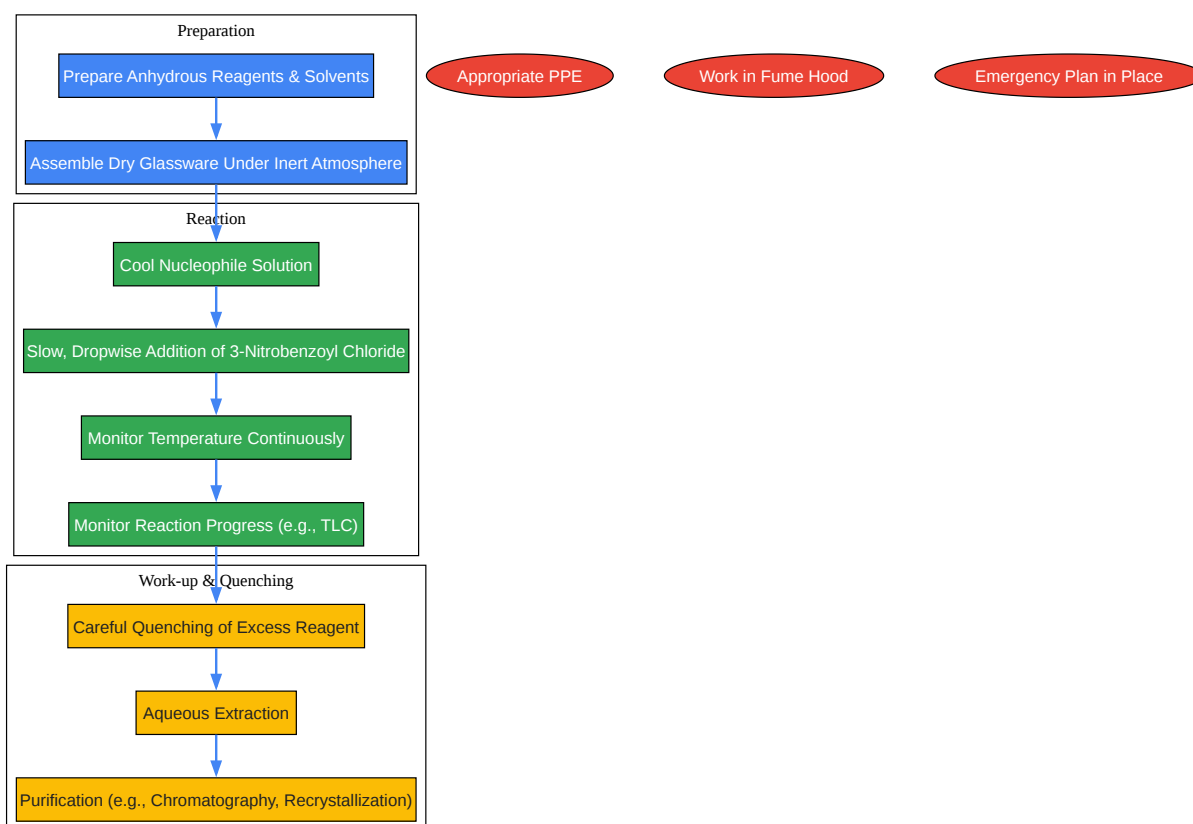 Preparation
Prepare Anhydrous Reagents & Solvents
Appropriate PPE
Work in Fume Hood
Emergency Plan in Place
Assemble Dry Glassware Under Inert Atmosphere
Reaction
Cool Nucleophile Solution
Slow, Dropwise Addition of 3-Nitrobenzoyl Chloride
Monitor Temperature Continuously
Monitor Reaction Progress (e.g., TLC)
Work-up & Quenching
Careful Quenching of Excess Reagent
Aqueous Extraction
Purification (e.g., Chromatography, Recrystallization)